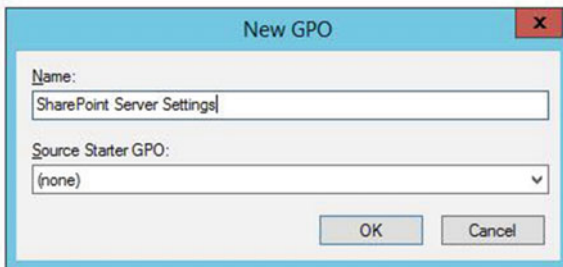 New GPO
x
Name:
SharePoint Server Settings
Source Starter GPO:
(none)
OK Cancel